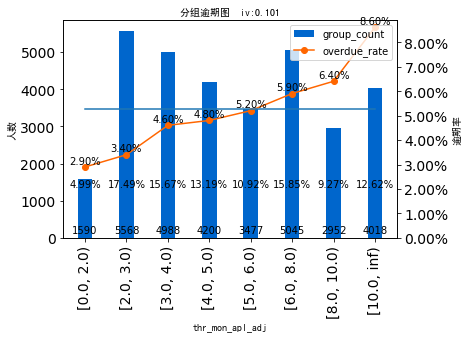 分组逾期图 iv:0.101
group_count
overdue_rate
人数
逾期率
5000
4000
3000
2000
1000
0
8.00%
7.00%
6.00%
5.00%
4.00%
3.00%
2.00%
1.00%
0.00%
2.90% 3.40% 4.60% 4.80% 5.20% 5.90% 6.40% 8.60%
4.99% 17.49% 15.67% 13.19% 10.92% 15.85% 9.27% 12.62%
1590 5568 4988 4200 3477 5045 2952 4018
[0.0, 2.0) [2.0, 3.0) [3.0, 4.0) [4.0, 5.0) [5.0, 6.0) [6.0, 8.0) [8.0, 10.0) [10.0, inf)
thr_mon_apl_adj